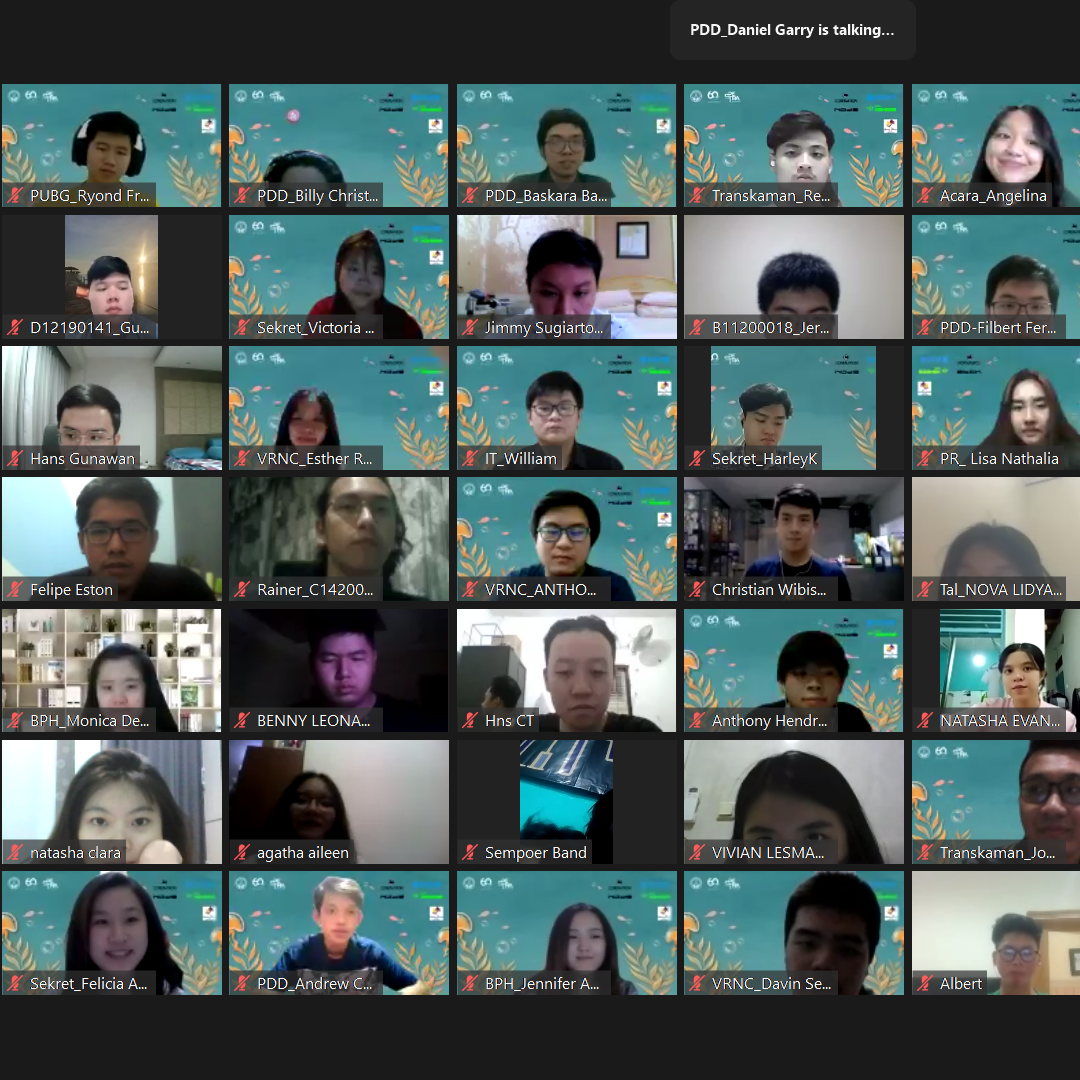 PDD_Daniel Garry is talking...
PUBG_Ryond Fr...
PDD_Billy Christ...
PDD_Baskara Ba...
Transkaman_Re...
Acara_Angelina
D12190141_Gu...
Sekret_Victoria ...
Jimmy Sugiarto...
B11200018_Jer...
PDD-Filbert Fer...
Hans Gunawan
VRNC_Esther R...
IT_William
Sekret_HarleyK
PR_ Lisa Nathalia
Felipe Eston
Rainer_C14200...
VRNC_ANTHO...
Christian Wibis...
Tal_NOVA LIDYA...
BPH_Monica De...
BENNY LEONA...
Hns CT
Anthony Hendr...
NATASHA EVAN...
natasha clara
agatha aileen
Sempoer Band
VIVIAN LESMA...
Transkaman_Jo...
Sekret_Felicia A...
PDD_Andrew C...
BPH_Jennifer A...
VRNC_Davin Se...
Albert